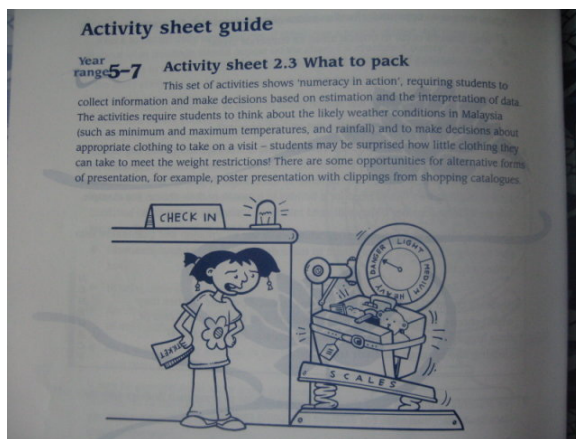 Activity sheet guide
Year
range 5–7
Activity sheet 2.3 What to pack
This set of activities shows 'numeracy in action', requiring students to
collect information and make decisions based on estimation and the interpretation of data.
The activities require students to think about the likely weather conditions in Malaysia
(such as minimum and maximum temperatures, and rainfall) and to make decisions about
appropriate clothing to take on a visit – students may be surprised how little clothing they
can take to meet the weight restrictions! There are some opportunities for alternative forms
of presentation, for example, poster presentation with clippings from shopping catalogues.
CHECK IN
LIGHT
MEDIUM
HEAVY
DANGER
TICKET
SCALES